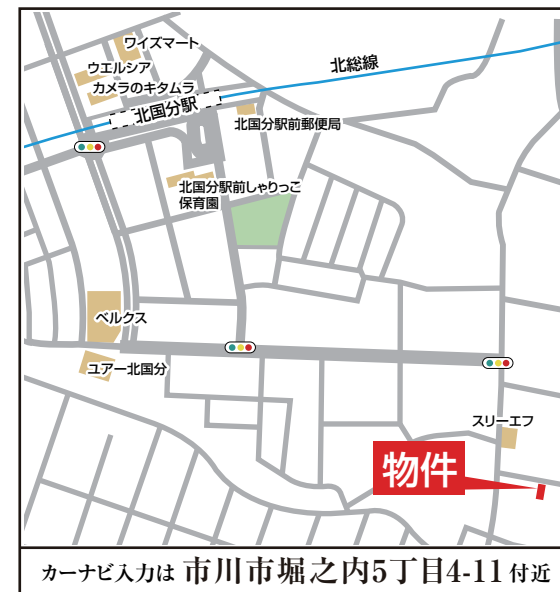 ワイズマート
ウエルシア
カメラのキタムラ
北総線
北国分駅
北国分駅前郵便局
北国分駅前しゃりっこ
保育園
ベルクス
ユアー北国分
スリーエフ
物件
カーナビ入力は 市川市堀之内5丁目4-11 付近